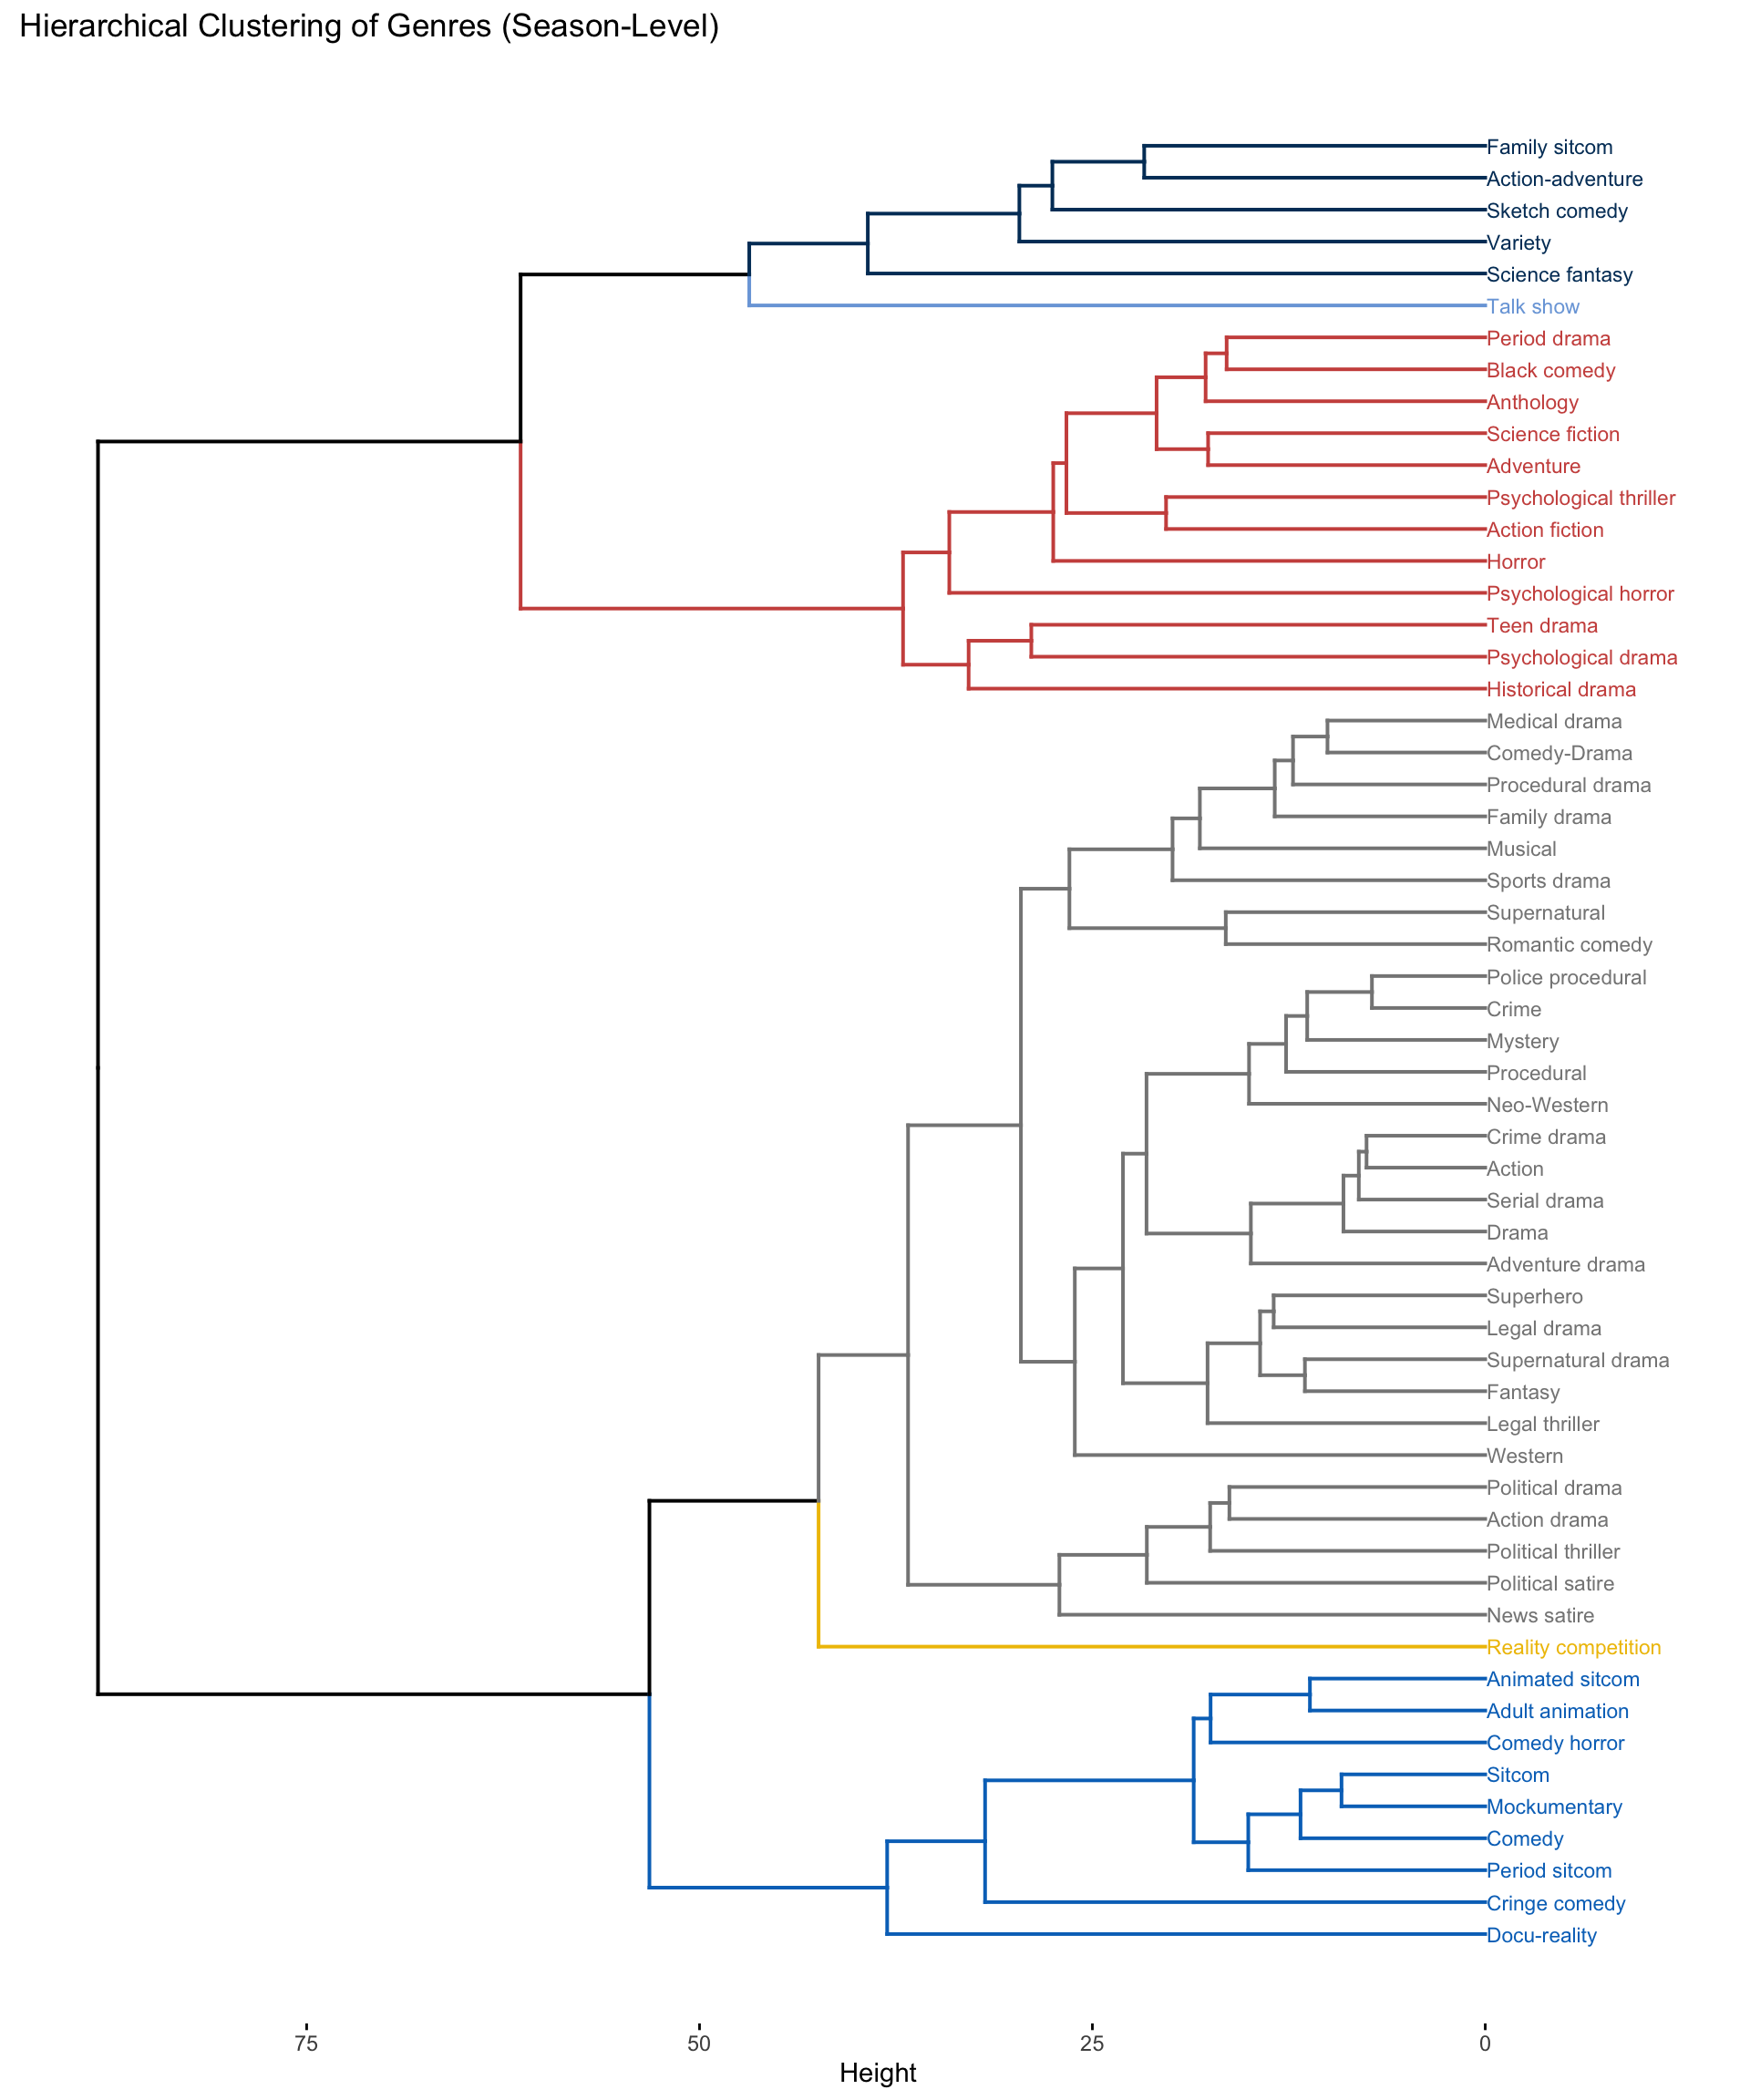 Hierarchical Clustering of Genres (Season-Level)
Family sitcom
Action-adventure
Sketch comedy
Variety
Science fantasy
Talk show
Period drama
Black comedy
Anthology
Science fiction
Adventure
Psychological thriller
Action fiction
Horror
Psychological horror
Teen drama
Psychological drama
Historical drama
Medical drama
Comedy-Drama
Procedural drama
Family drama
Musical
Sports drama
Supernatural
Romantic comedy
Police procedural
Crime
Mystery
Procedural
Neo-Western
Crime drama
Action
Serial drama
Drama
Adventure drama
Superhero
Legal drama
Supernatural drama
Fantasy
Legal thriller
Western
Political drama
Action drama
Political thriller
Political satire
News satire
Reality competition
Animated sitcom
Adult animation
Comedy horror
Sitcom
Mockumentary
Comedy
Period sitcom
Cringe comedy
Docu-reality
75 50 25 0
Height